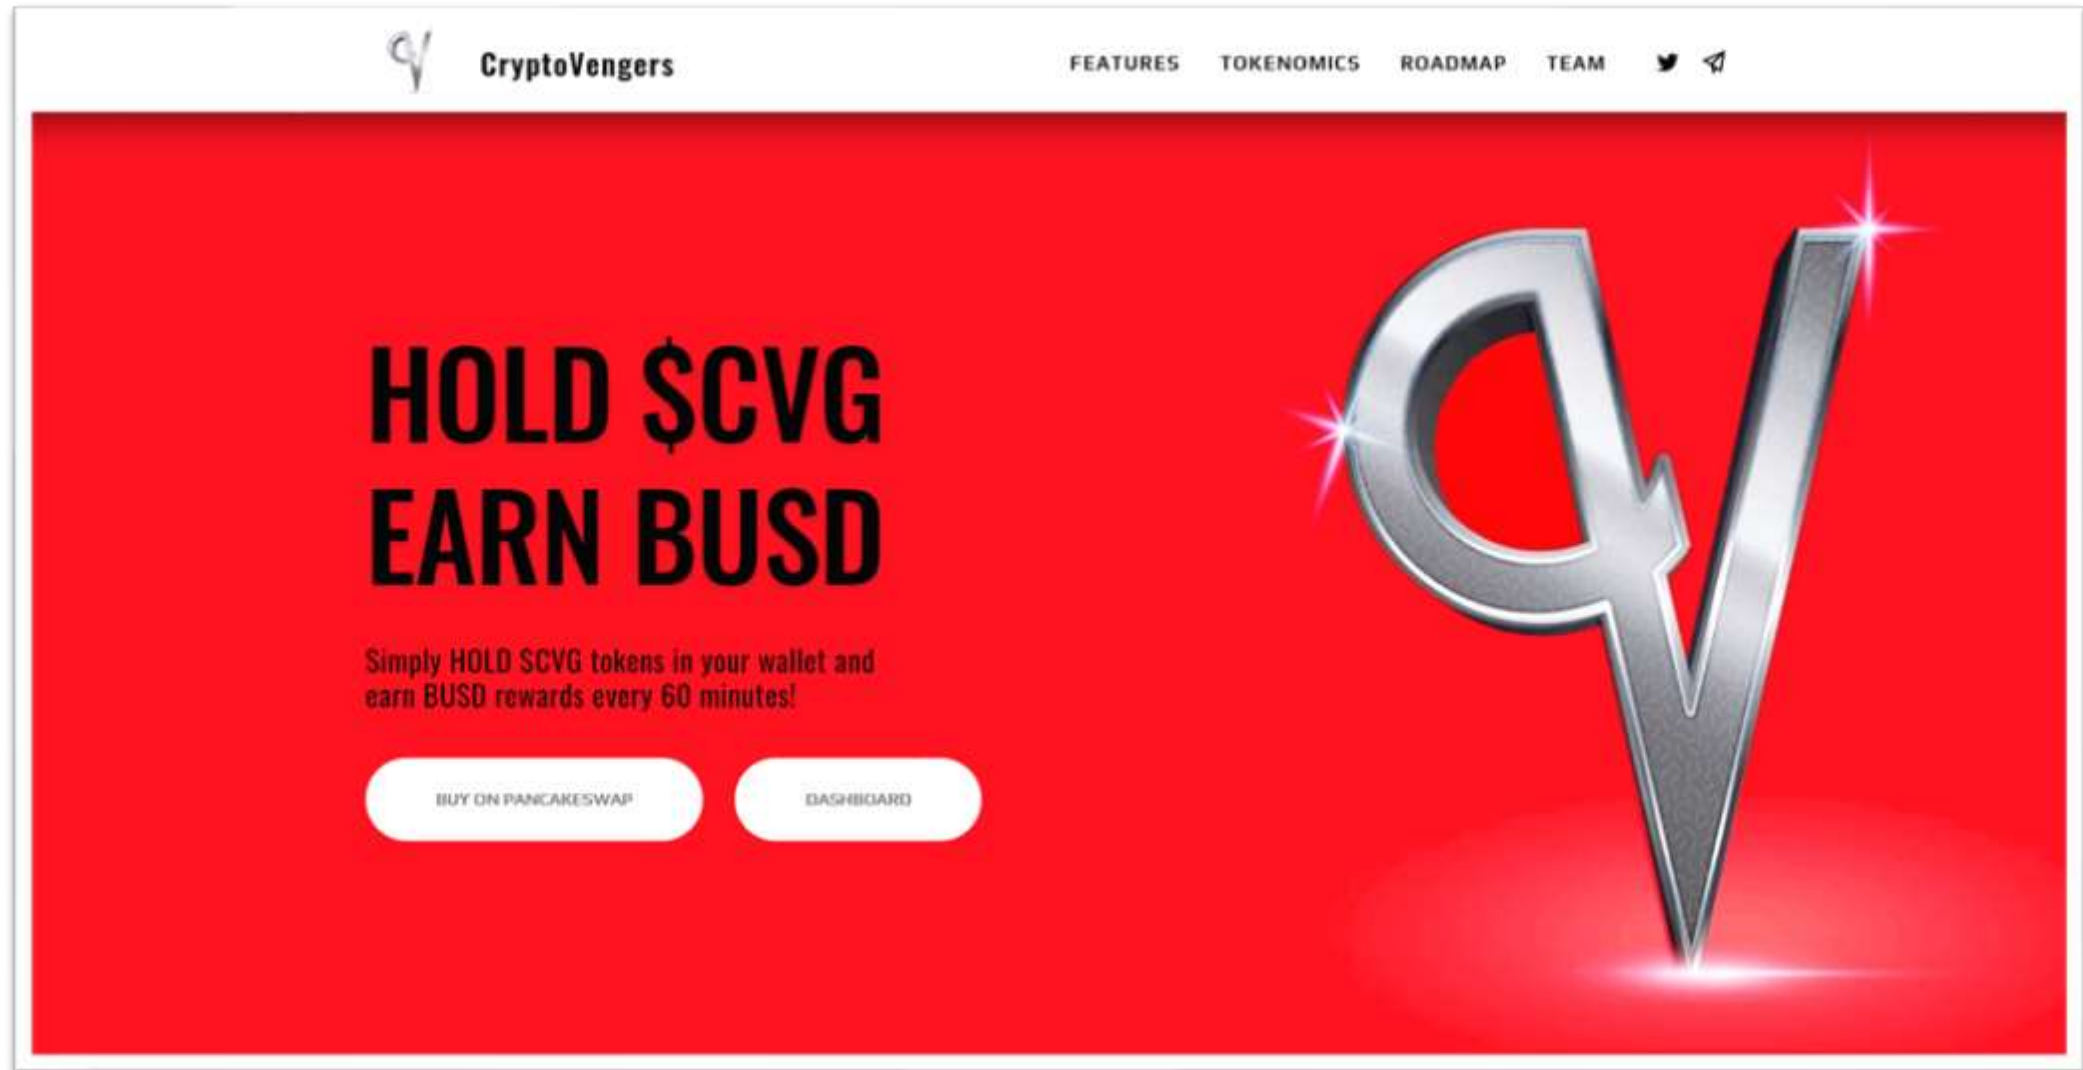 CryptoVengers
FEATURES TOKENOMICS ROADMAP TEAM
HOLD $CVG
EARN BUSD
Simply HOLD $CVG tokens in your wallet and
earn BUSD rewards every 60 minutes!
BUY ON PANCAKESWAP DASHBOARD